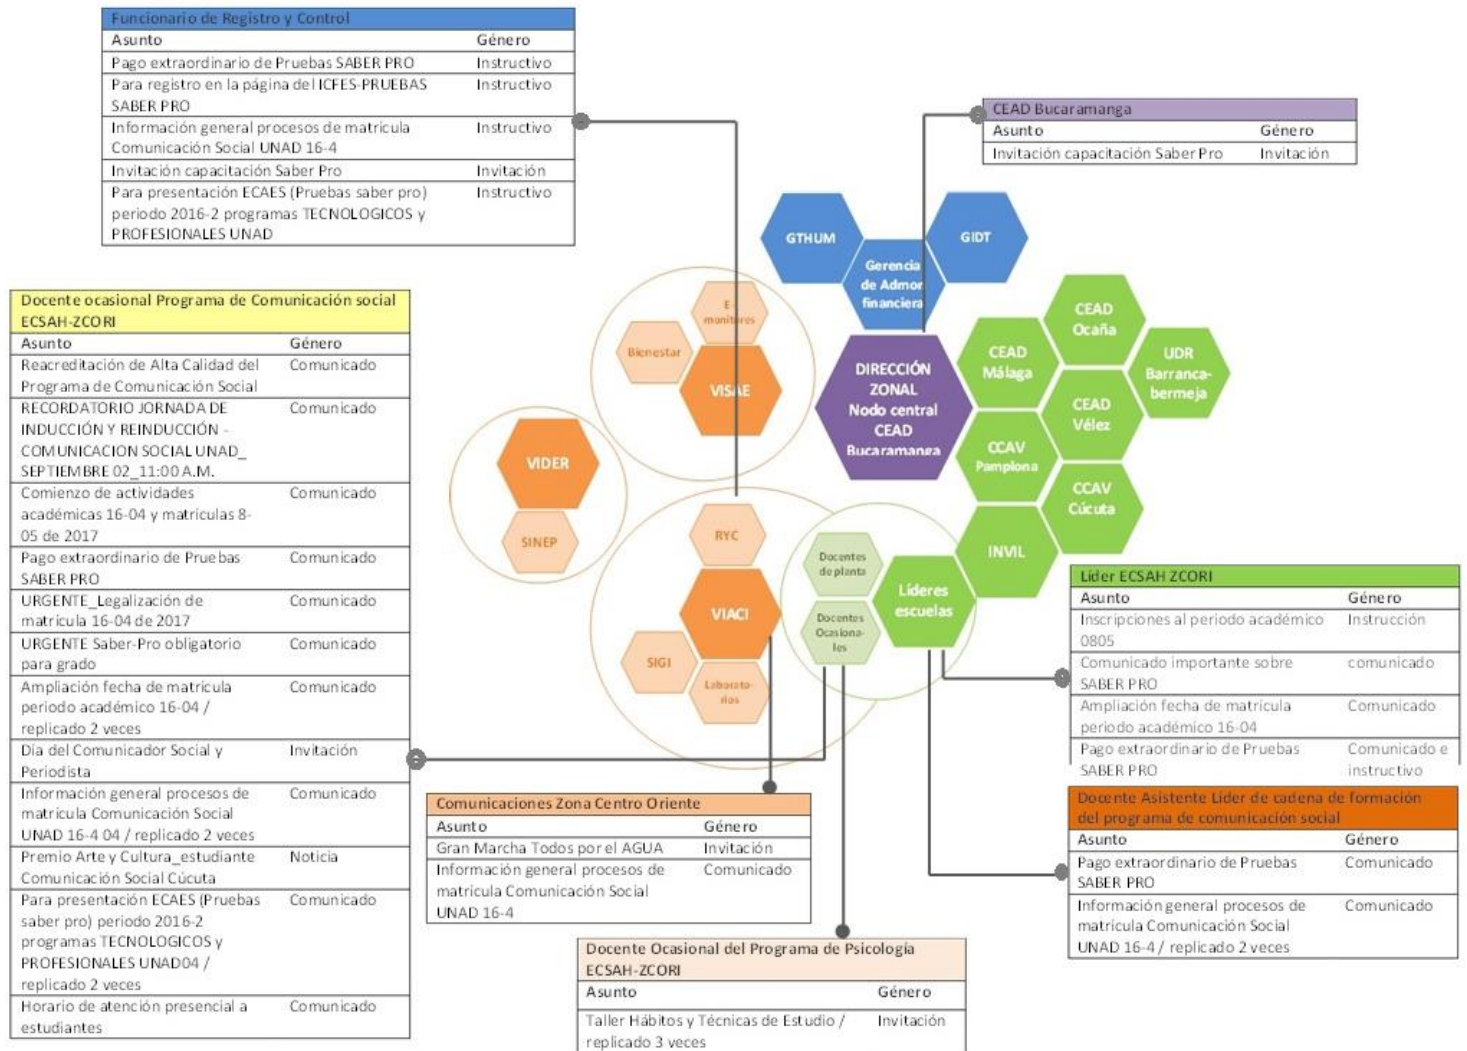 Funcionario de Registro y Control
Asunto Género
Pago extraordinario de Pruebas SABER PRO Instructivo
Para registro en la página del ICFES-PRUEBAS Instructivo
SABER PRO
Información general procesos de matrícula Instructivo
Comunicación Social UNAD 16-4
Invitación capacitación Saber Pro Invitación
Para presentación ECAES (Pruebas saber pro) Instructivo
periodo 2016-2 programas TECNOLOGICOS y
PROFESIONALES UNAD
CEAD Bucaramanga
Asunto Género
Invitación capacitación Saber Pro Invitación
GTHUM
GIDT
Gerencia
de Admon
financiera
E-
monitores
Bienestar
VISAE
DIRECCIÓN
ZONAL
Nodo central
CEAD
Bucaramanga
CEAD
Ocaña
CEAD
Málaga
UDR
Barranca-
bermeja
CEAD
Vélez
CCAV
Pamplona
CCAV
Cúcuta
INVIL
VIDER
SINEP
RYC
VIACI
SIGI
Laborato-
rios
Docentes
de planta
Docentes
Ocasiona-
les
Líderes
escuelas
Docente ocasional Programa de Comunicación social
ECSAH-ZCORI
Asunto Género
Reacreditación de Alta Calidad del Comunicado
Programa de Comunicación Social
RECORDATORIO JORNADA DE Comunicado
INDUCCIÓN Y REINDUCCIÓN -
COMUNICACION SOCIAL UNAD_
SEPTIEMBRE 02_11:00 A.M.
Comienzo de actividades Comunicado
académicas 16-04 y matrículas 8-
05 de 2017
Pago extraordinario de Pruebas Comunicado
SABER PRO
URGENTE_Legalización de Comunicado
matrícula 16-04 de 2017
URGENTE Saber-Pro obligatorio Comunicado
para grado
Ampliación fecha de matrícula Comunicado
periodo académico 16-04 /
replicado 2 veces
Día del Comunicador Social y Invitación
Periodista
Información general procesos de Comunicado
matrícula Comunicación Social
UNAD 16-4 04 / replicado 2 veces
Premio Arte y Cultura_estudiante Noticia
Comunicación Social Cúcuta
Para presentación ECAES (Pruebas Comunicado
saber pro) periodo 2016-2
programas TECNOLOGICOS y
PROFESIONALES UNAD04 /
replicado 2 veces
Horario de atención presencial a Comunicado
estudiantes
Comunicaciones Zona Centro Oriente
Asunto Género
Gran Marcha Todos por el AGUA Invitación
Información general procesos de Comunicado
matrícula Comunicación Social
UNAD 16-4
Docente Ocasional del Programa de Psicología
ECSAH-ZCORI
Asunto Género
Taller Hábitos y Técnicas de Estudio / Invitación
replicado 3 veces
Líder ECSAH ZCORI
Asunto Género
Inscripciones al periodo académico Instrucción
0805
Comunicado importante sobre comunicado
SABER PRO
Ampliación fecha de matrícula Comunicado
periodo académico 16-04
Pago extraordinario de Pruebas Comunicado e
SABER PRO instructivo
Docente Asistente Líder de cadena de formación
del programa de comunicación social
Asunto Género
Pago extraordinario de Pruebas Comunicado
SABER PRO
Información general procesos de Comunicado
matrícula Comunicación Social
UNAD 16-4 / replicado 2 veces